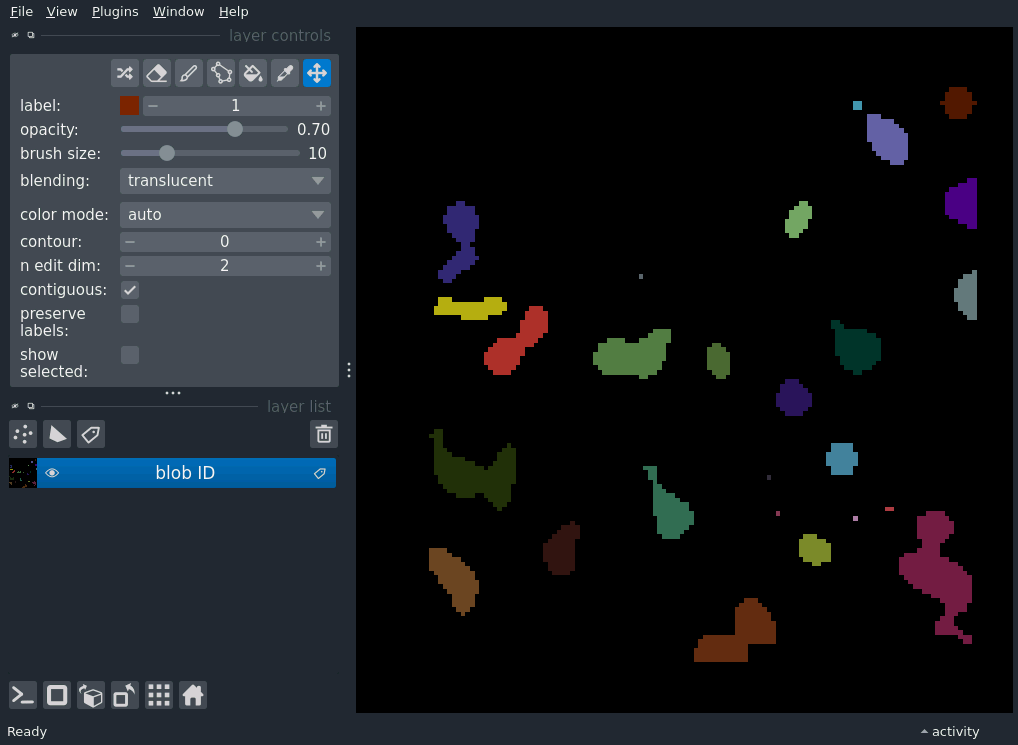 File View Plugins Window Help
layer controls
label: 1
opacity: 0.70
brush size: 10
blending: translucent
color mode: auto
contour: 0
n edit dim: 2
contiguous:
preserve
labels:
show
selected:
layer list
blob ID
Ready
activity